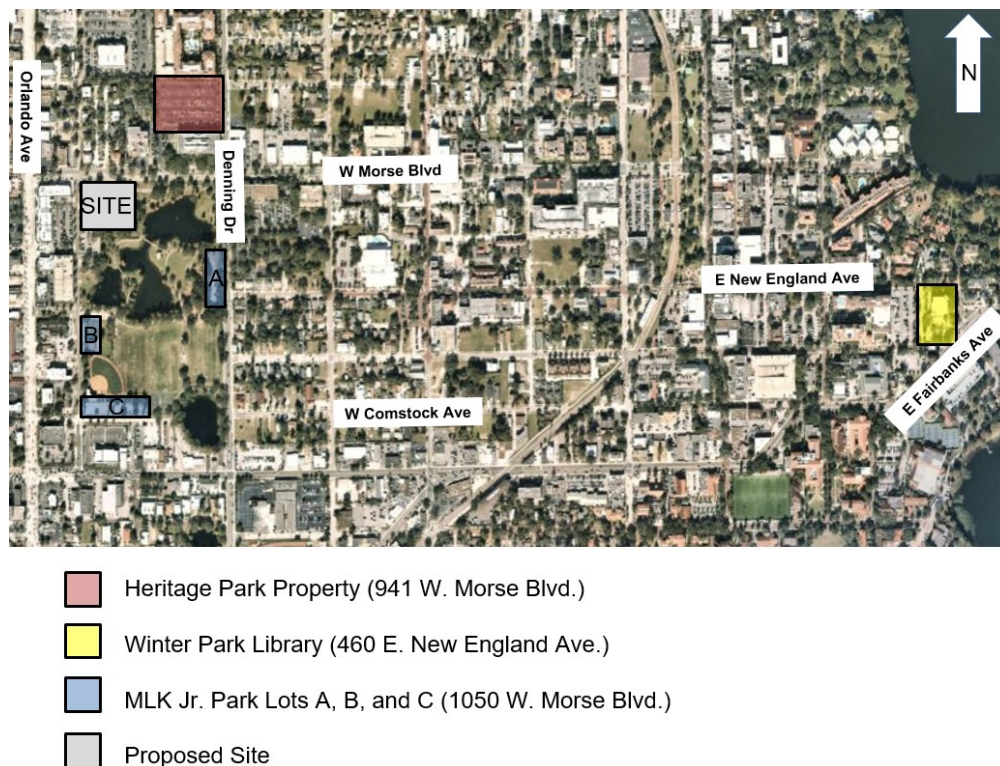 N
Orlando Ave
Denning Dr
W Morse Blvd
SITE
A
E New England Ave
B
E Fairbanks Ave
C
W Comstock Ave
Heritage Park Property (941 W. Morse Blvd.)
Winter Park Library (460 E. New England Ave.)
MLK Jr. Park Lots A, B, and C (1050 W. Morse Blvd.)
Proposed Site